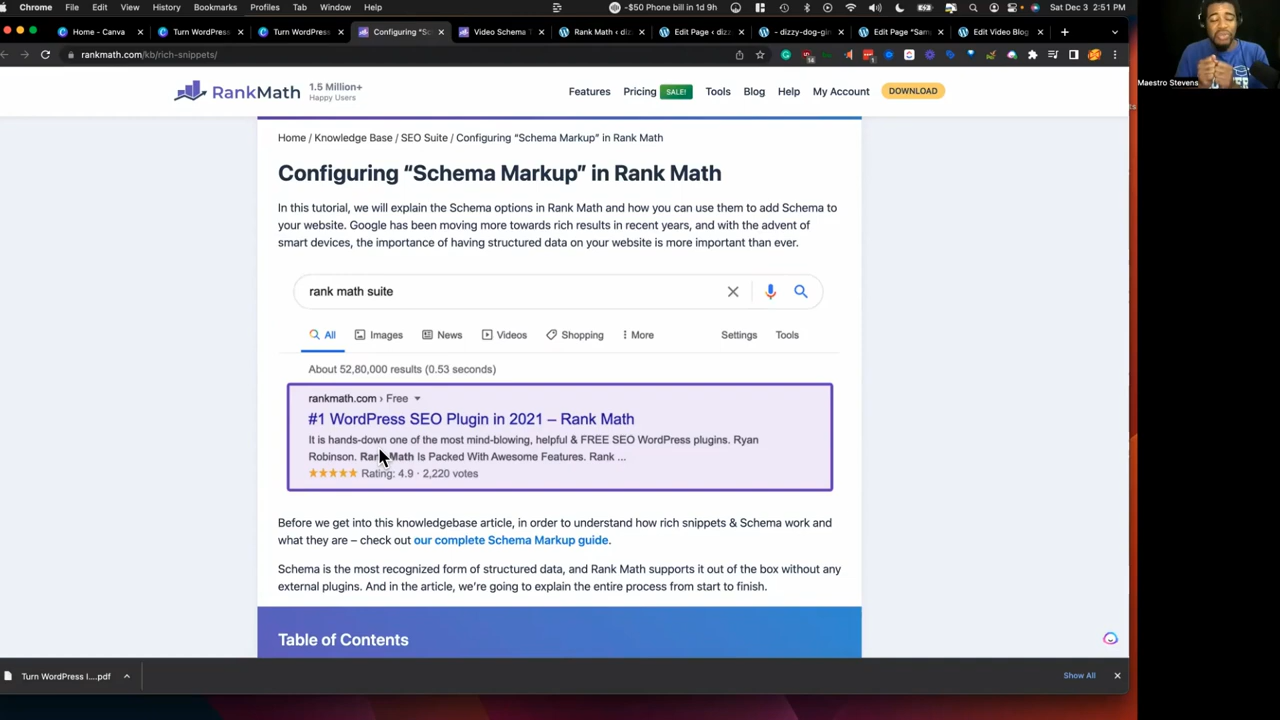 Chrome File Edit View History Bookmarks Profiles Tab Window Help -$50 Phone bill in 1d 9h Sat Dec 3 2:51 PM
Home - Canva Turn WordPress Turn WordPress Configuring "Sc Video Schema T Rank Math ‹ diz Edit Page ‹ dizz - dizzy-dog-gir Edit Page "Sam Edit Video Blog
rankmath.com/kb/rich-snippets/
Maestro Stevens
RankMath 1.5 Million+
Happy Users
Features Pricing SALE! Tools Blog Help My Account DOWNLOAD
Home / Knowledge Base / SEO Suite / Configuring "Schema Markup" in Rank Math
Configuring “Schema Markup” in Rank Math
In this tutorial, we will explain the Schema options in Rank Math and how you can use them to add Schema to
your website. Google has been moving more towards rich results in recent years, and with the advent of
smart devices, the importance of having structured data on your website is more important than ever.
rank math suite
All Images News Videos Shopping More Settings Tools
About 52,80,000 results (0.53 seconds)
rankmath.com › Free
#1 WordPress SEO Plugin in 2021 – Rank Math
It is hands-down one of the most mind-blowing, helpful & FREE SEO WordPress plugins. Ryan
Robinson. Rank Math Is Packed With Awesome Features. Rank ...
Rating: 4.9 · 2,220 votes
Before we get into this knowledgebase article, in order to understand how rich snippets & Schema work and
what they are – check out our complete Schema Markup guide.
Schema is the most recognized form of structured data, and Rank Math supports it out of the box without any
external plugins. And in the article, we’re going to explain the entire process from start to finish.
Table of Contents
Turn WordPress I....pdf Show All